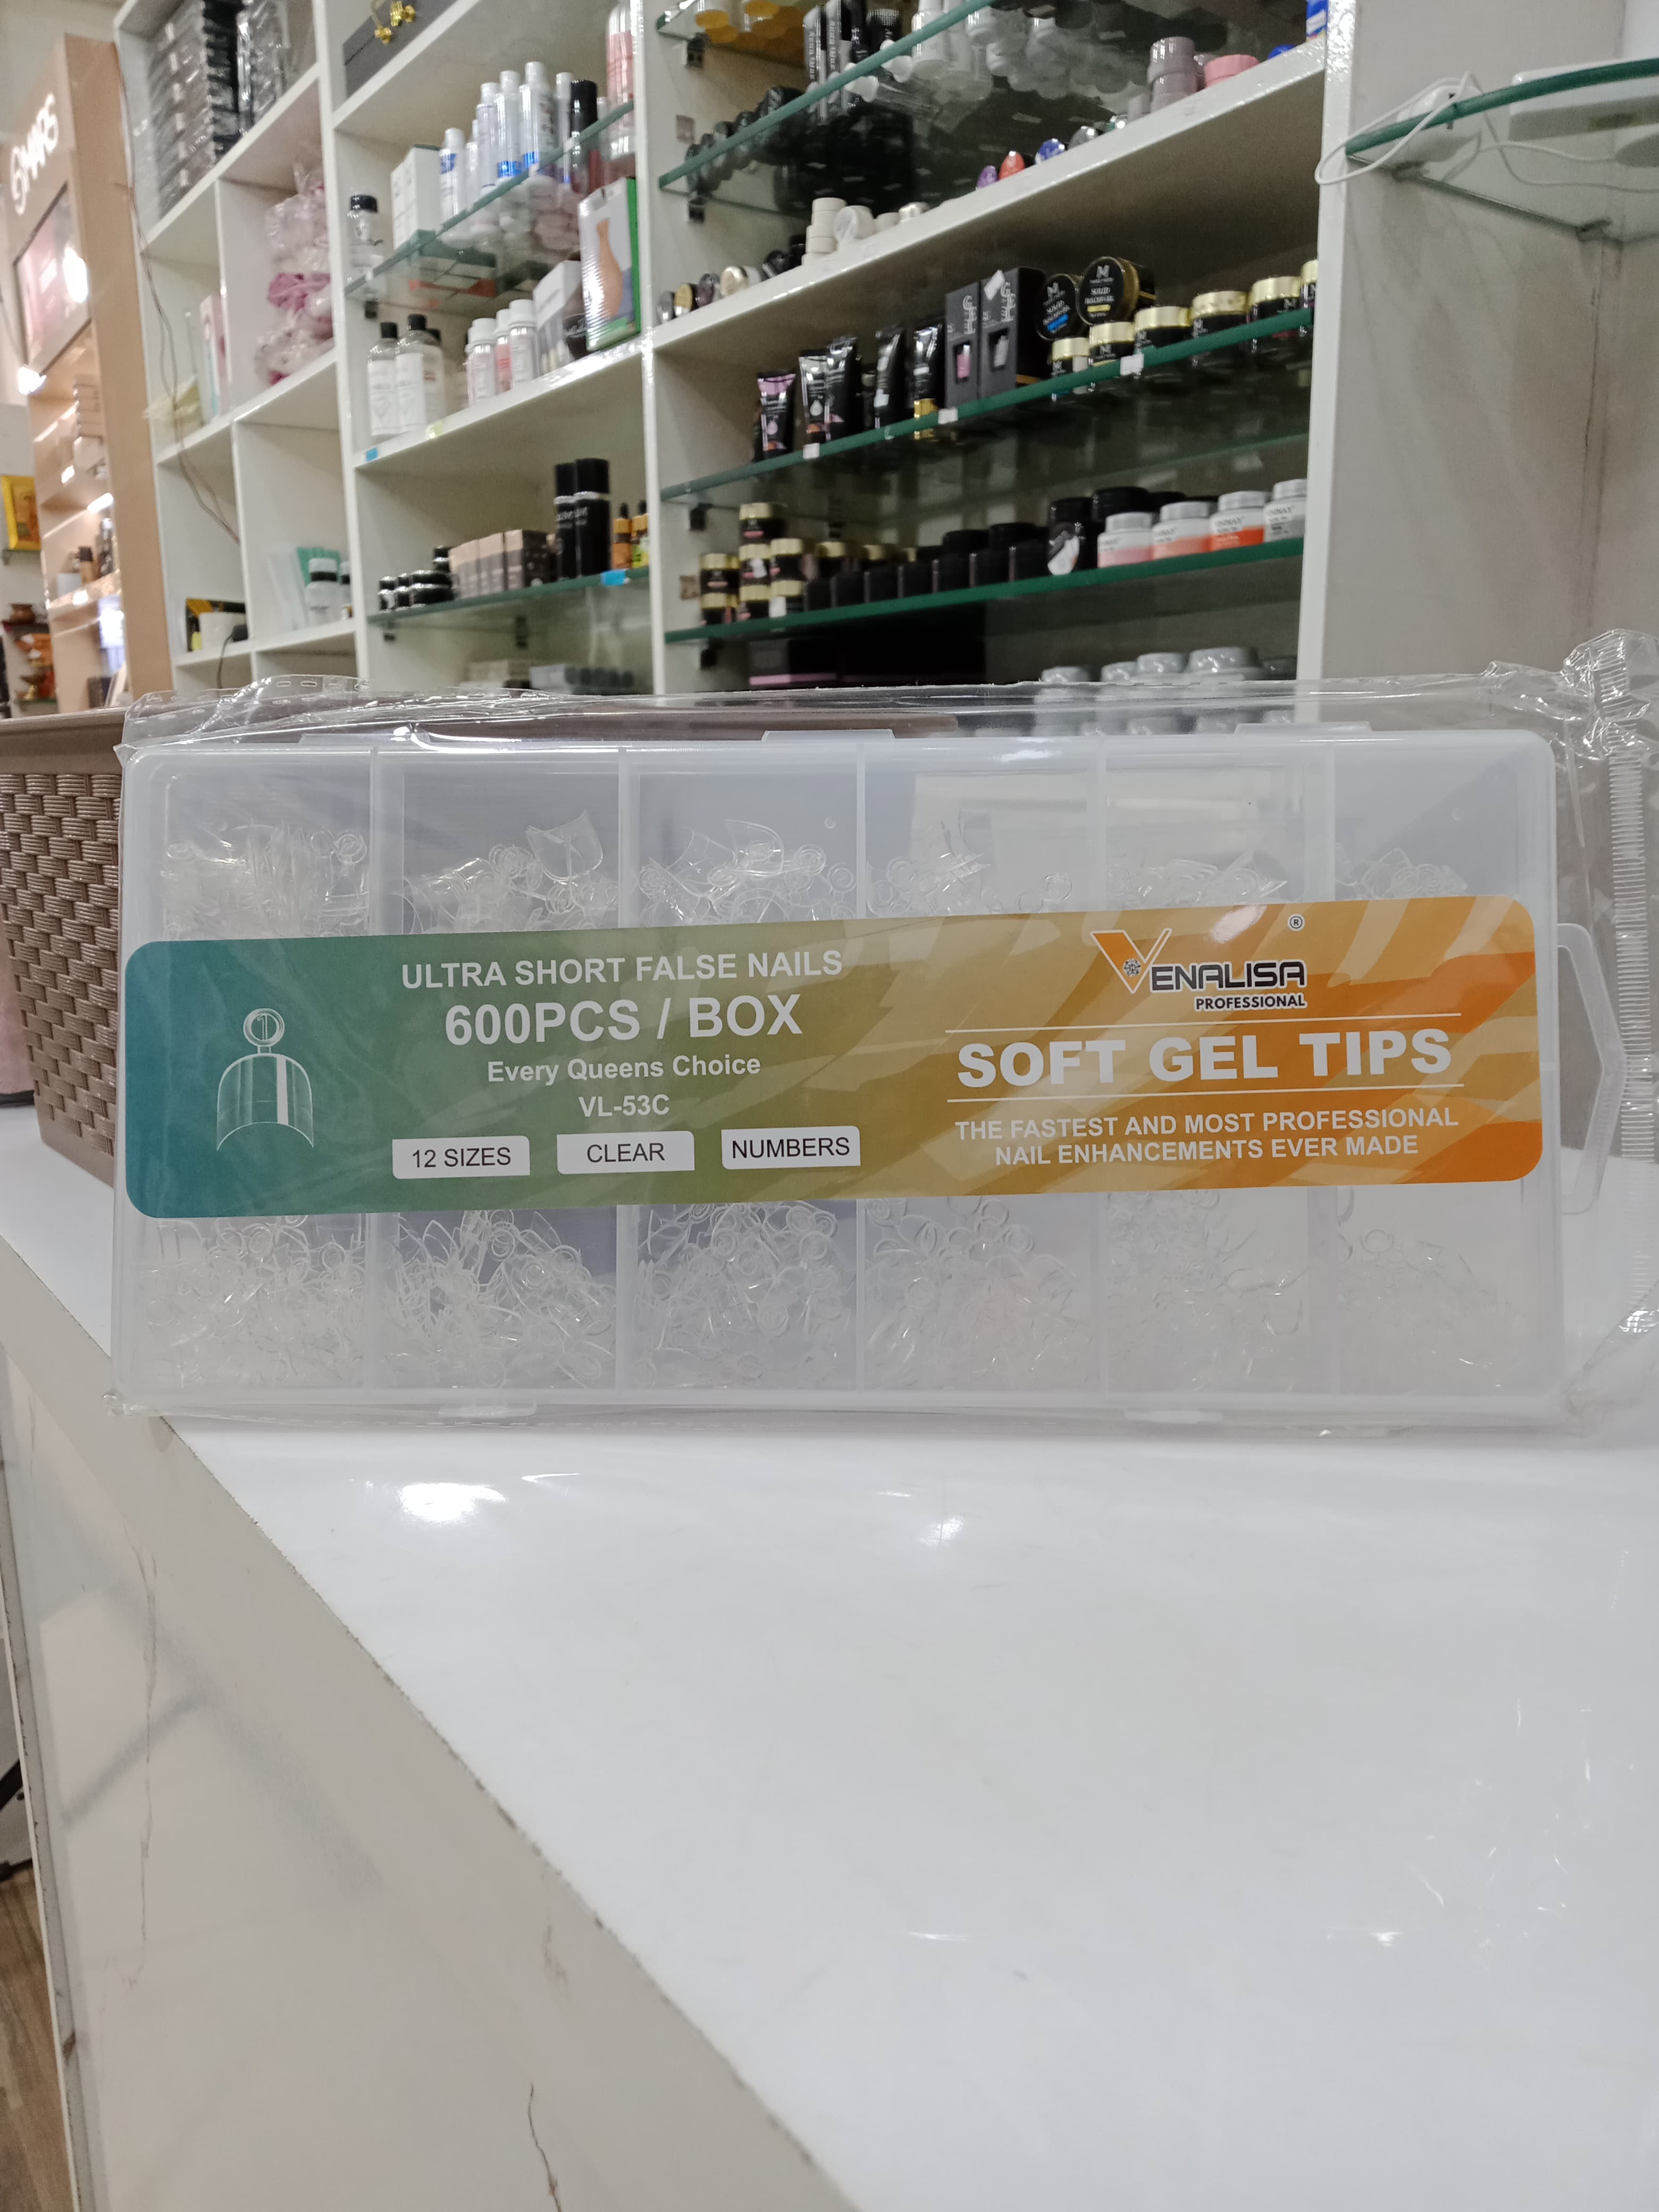 ULTRA SHORT FALSE NAILS
600PCS / BOX
Every Queens Choice
VL-53C
12 SIZES
CLEAR
NUMBERS
1
®
VENALISA
PROFESSIONAL
SOFT GEL TIPS
THE FASTEST AND MOST PROFESSIONAL
NAIL ENHANCEMENTS EVER MADE